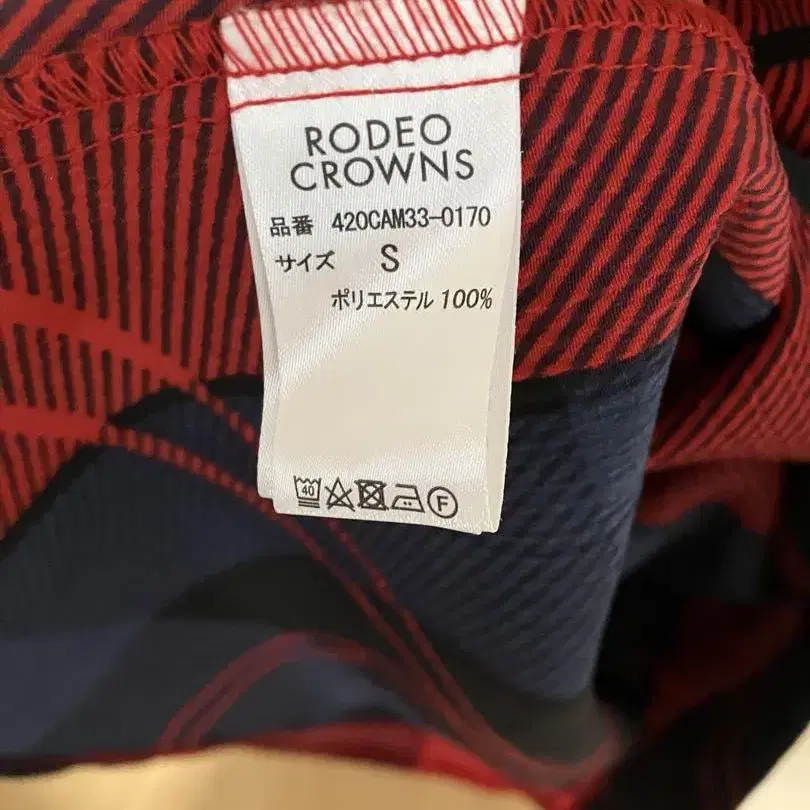 RODEO
CROWNS
品番 420CAM33-0170
サイズ S
ポリエステル 100%
40 F